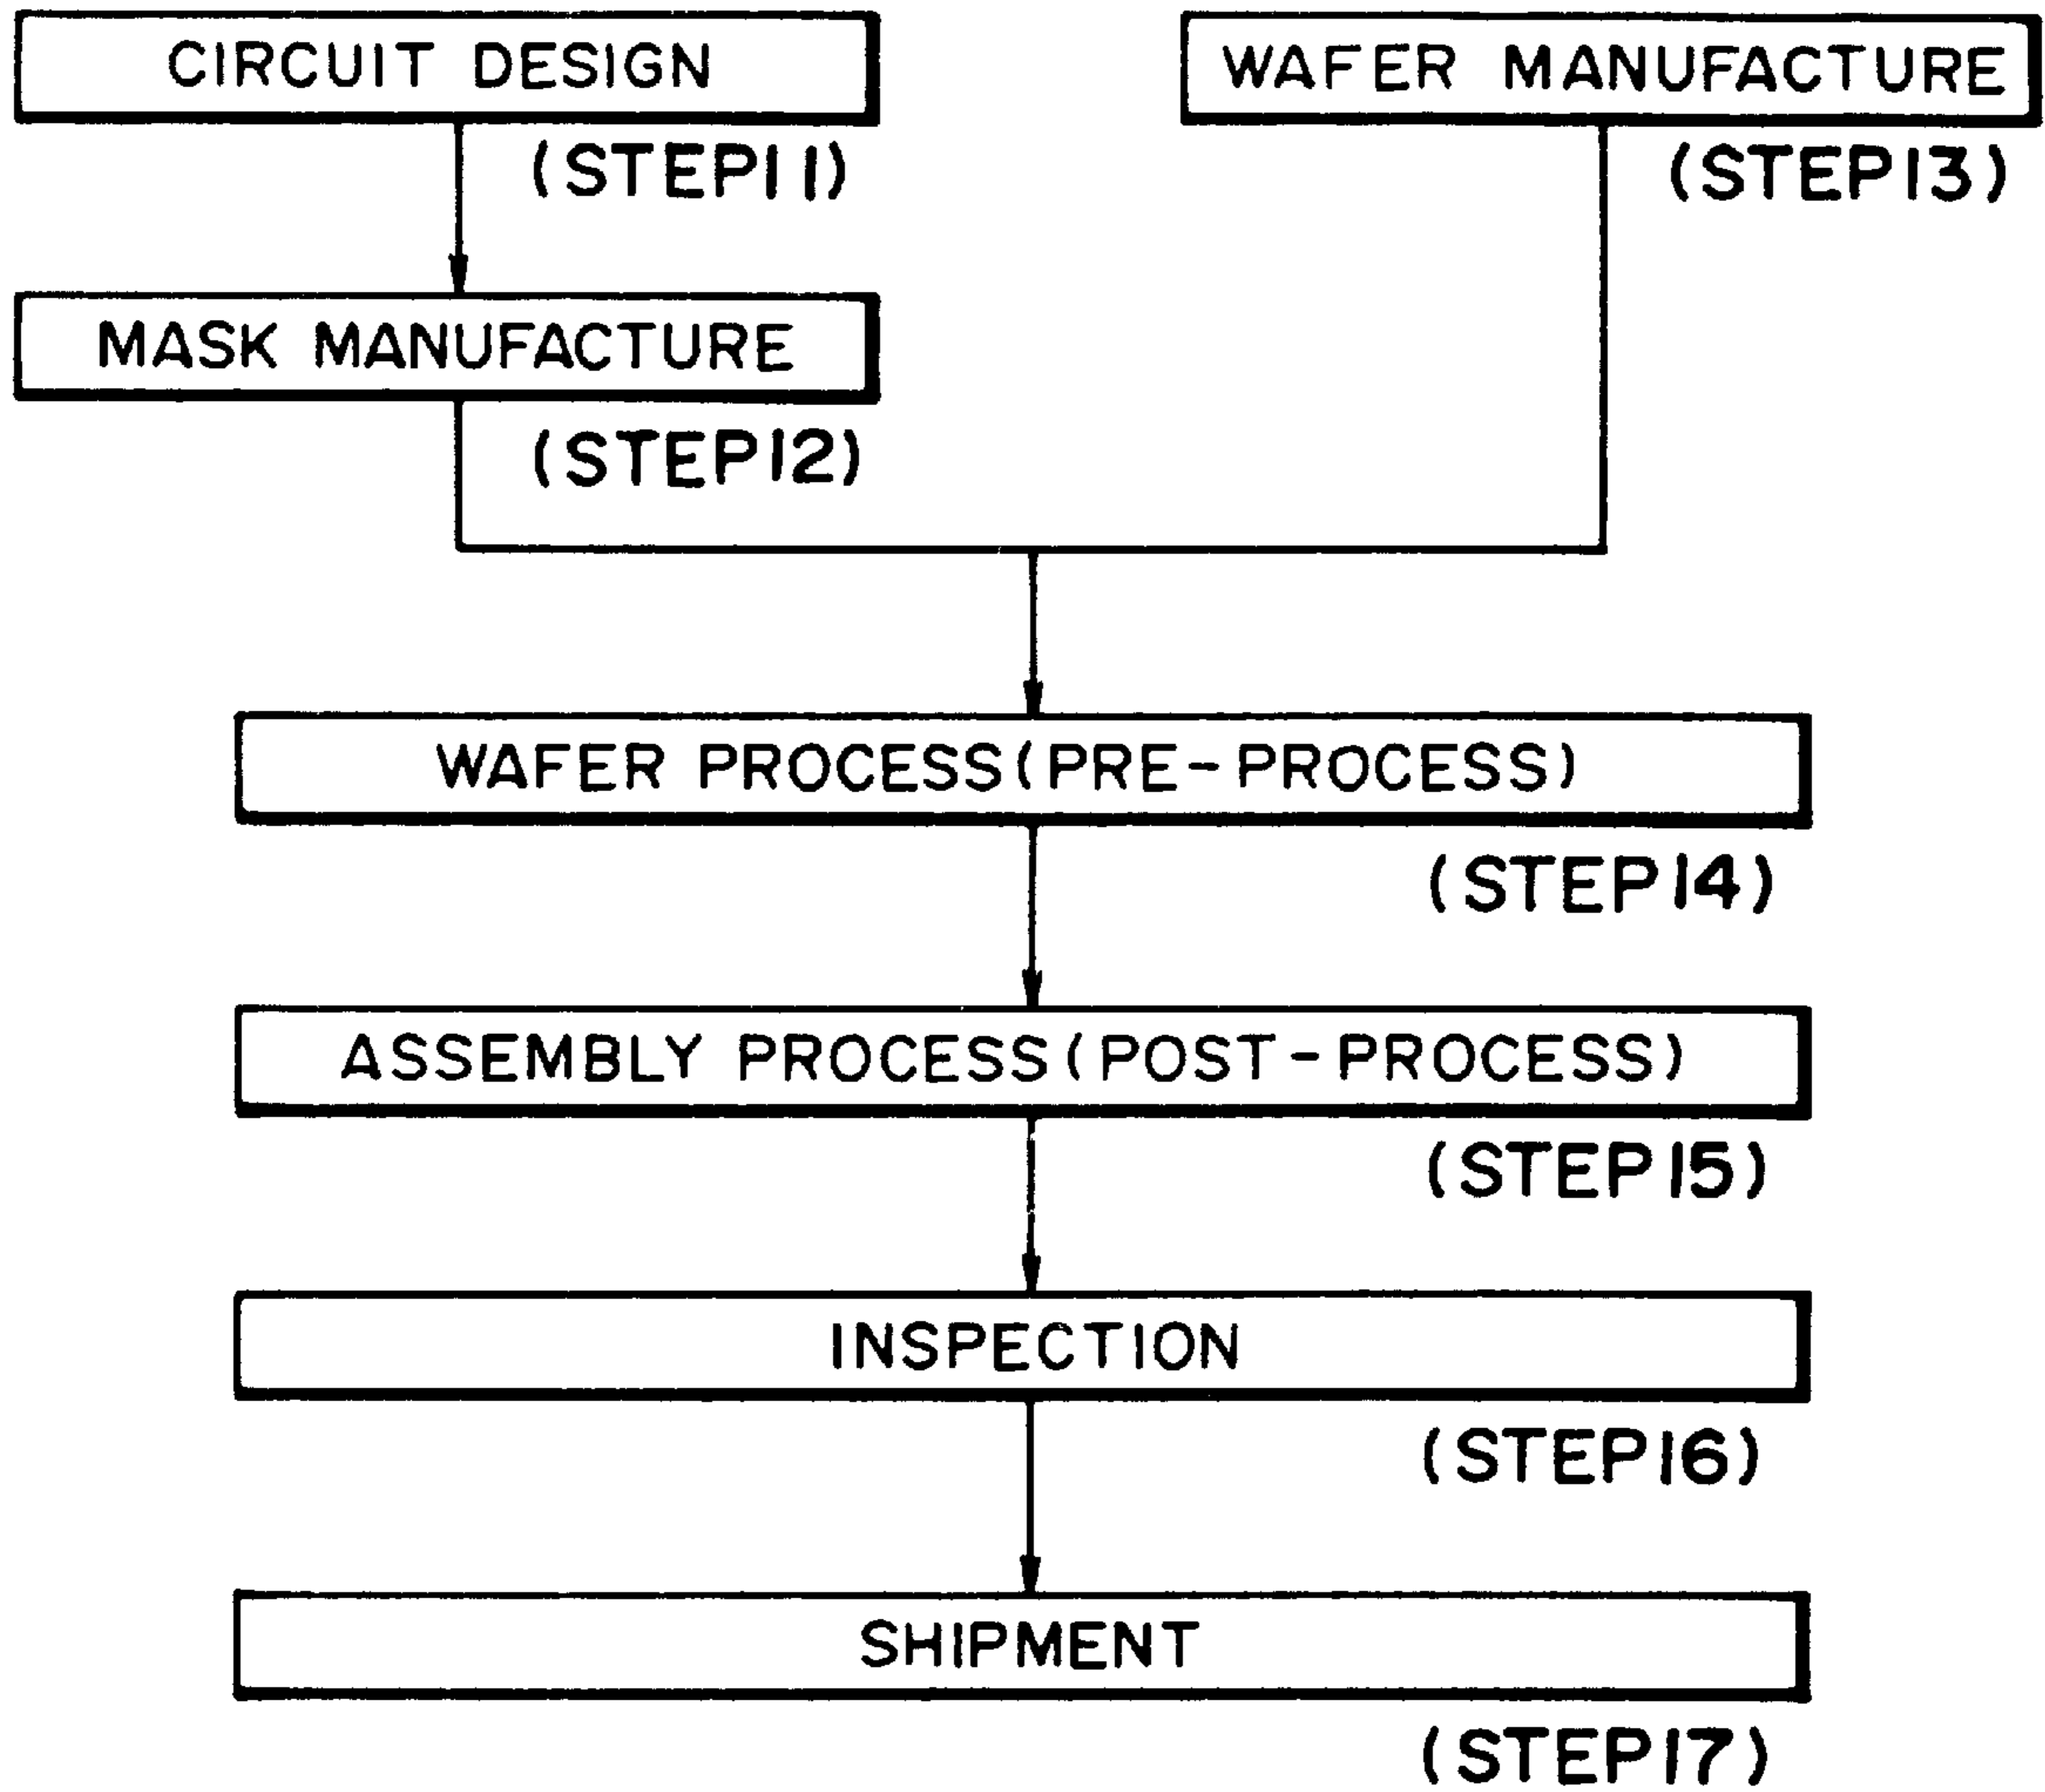 CIRCUIT DESIGN
(STEP11)
WAFER MANUFACTURE
(STEP13)
MASK MANUFACTURE
(STEP12)
WAFER PROCESS(PRE-PROCESS)
(STEP14)
ASSEMBLY PROCESS(POST-PROCESS)
(STEP15)
INSPECTION
(STEP16)
SHIPMENT
(STEP17)